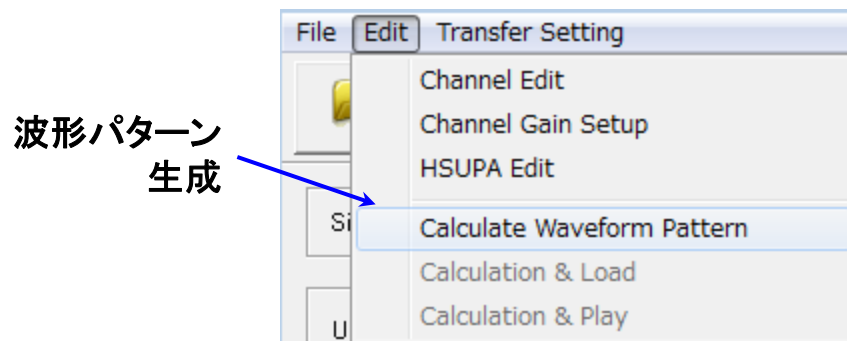 File Edit Transfer Setting
Channel Edit
Channel Gain Setup
HSUPA Edit
波形パターン
生成
Si
Calculate Waveform Pattern
Calculation & Load
Calculation & Play
U